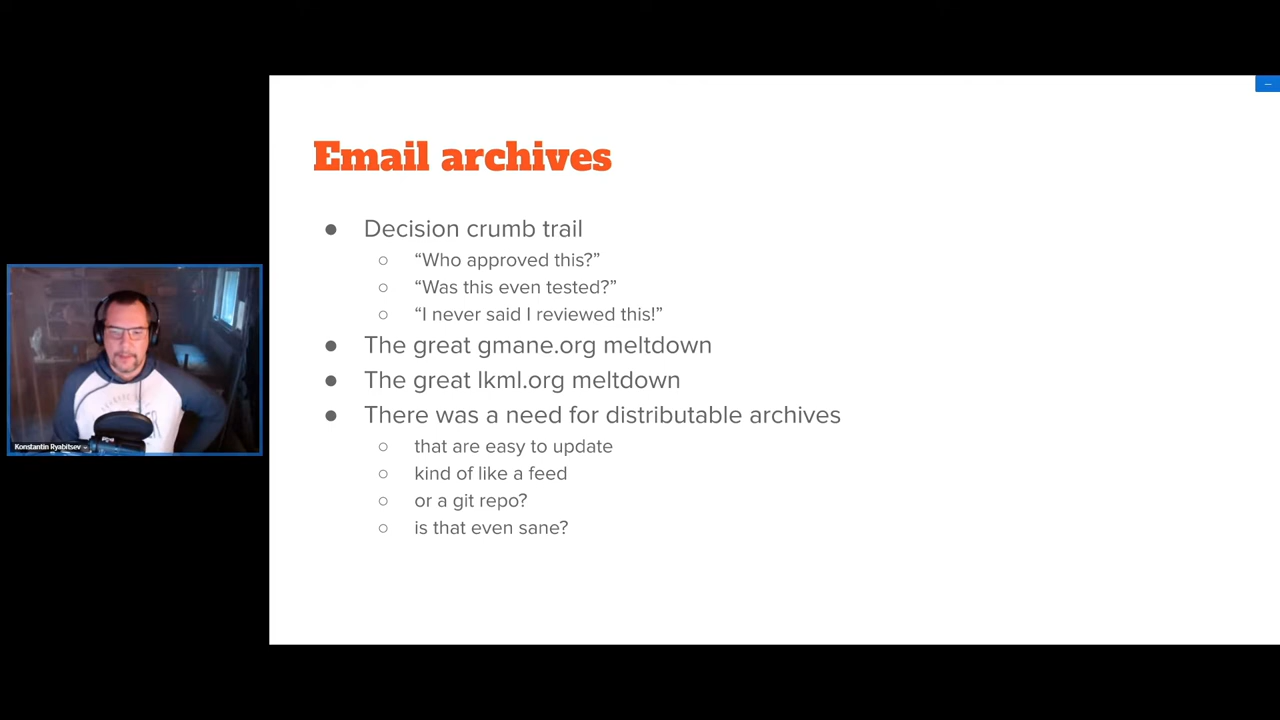 Email archives
● Decision crumb trail
○ “Who approved this?”
○ “Was this even tested?”
○ “I never said I reviewed this!”
● The great gmane.org meltdown
● The great lkml.org meltdown
● There was a need for distributable archives
○ that are easy to update
○ kind of like a feed
○ or a git repo?
○ is that even sane?
Konstantin Ryabitsev